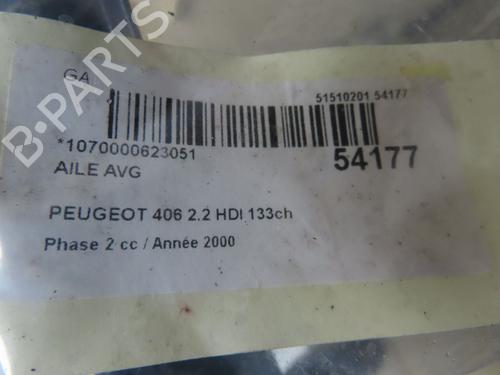 GA
51510201 54177
*1070000623051
54177
AILE AVG
PEUGEOT 406 2.2 HDI 133ch
Phase 2 cc / Année 2000
B-PARTS